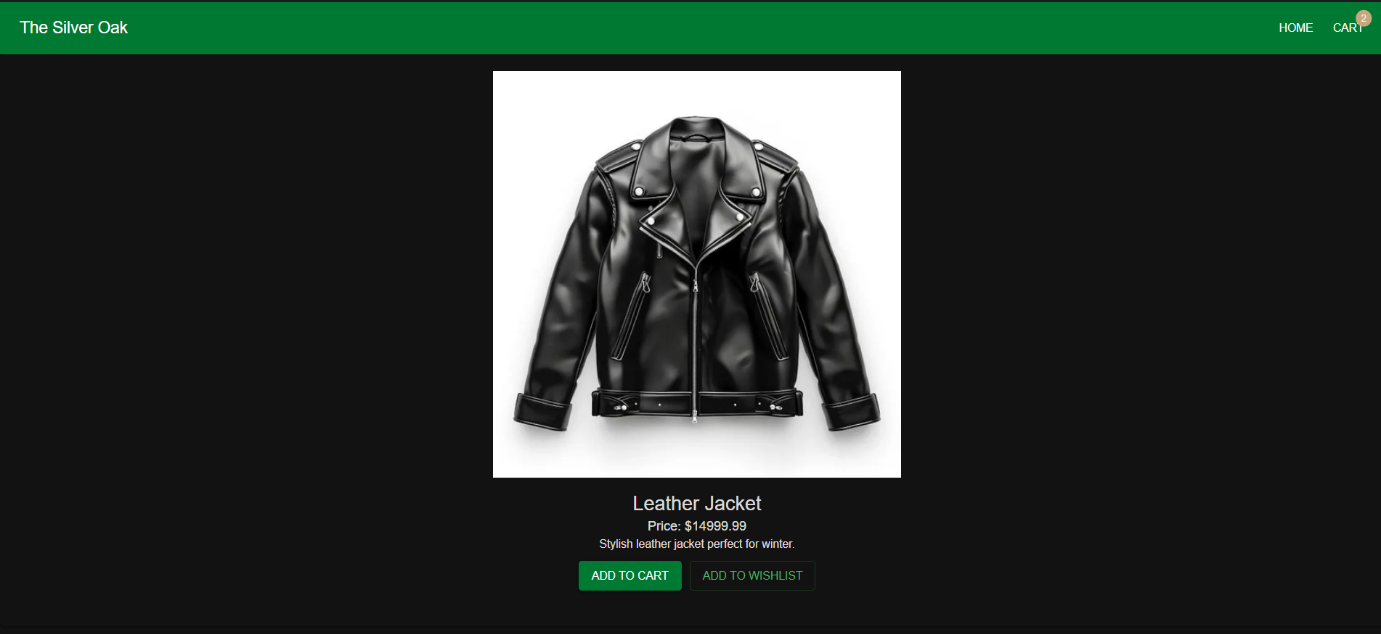 The Silver Oak
HOME
CART
2
Leather Jacket
Price: $14999.99
Stylish leather jacket perfect for winter.
ADD TO CART
ADD TO WISHLIST